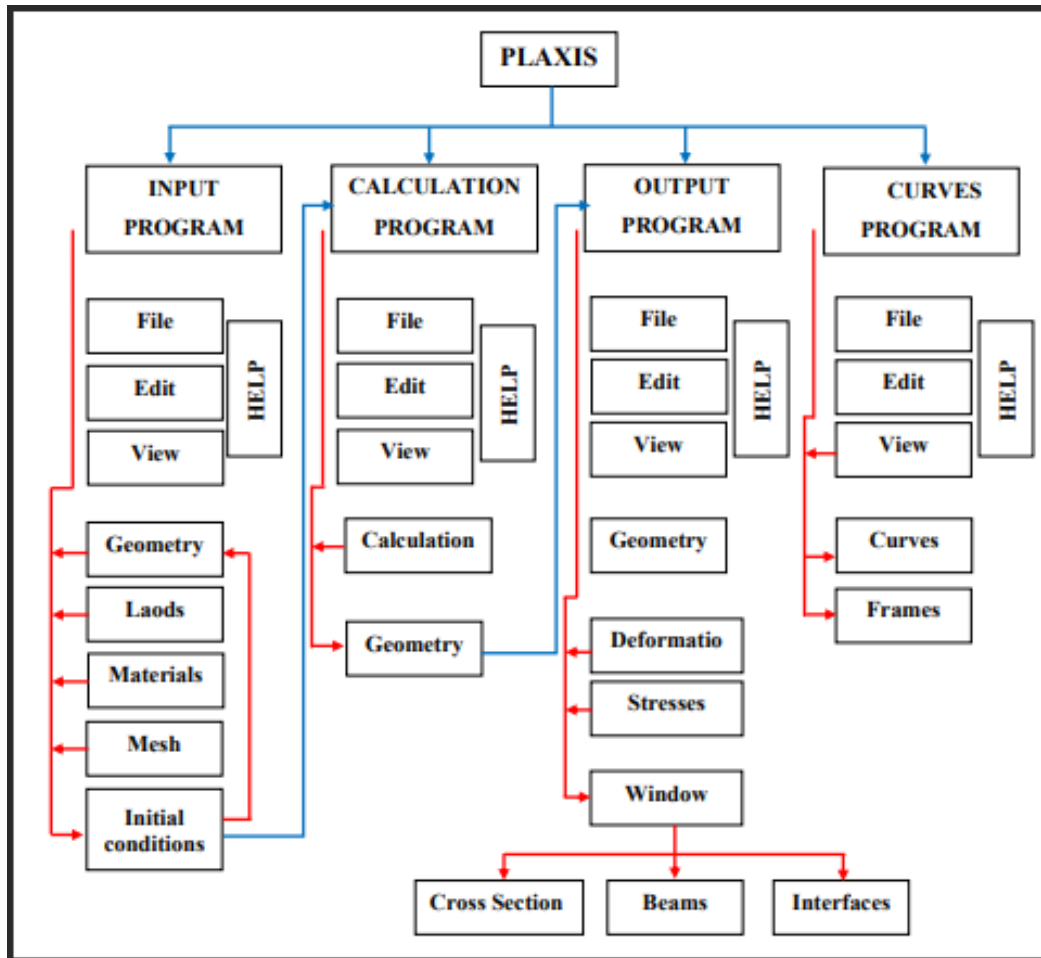 PLAXIS
INPUT
PROGRAM
CALCULATION
PROGRAM
OUTPUT
PROGRAM
CURVES
PROGRAM
File
Edit
View
HELP
Geometry
Laods
Materials
Mesh
Initial
conditions
File
Edit
View
HELP
Calculation
Geometry
File
Edit
View
HELP
Geometry
Deformatio
Stresses
Window
Cross Section
Beams
Interfaces
File
Edit
View
HELP
Curves
Frames